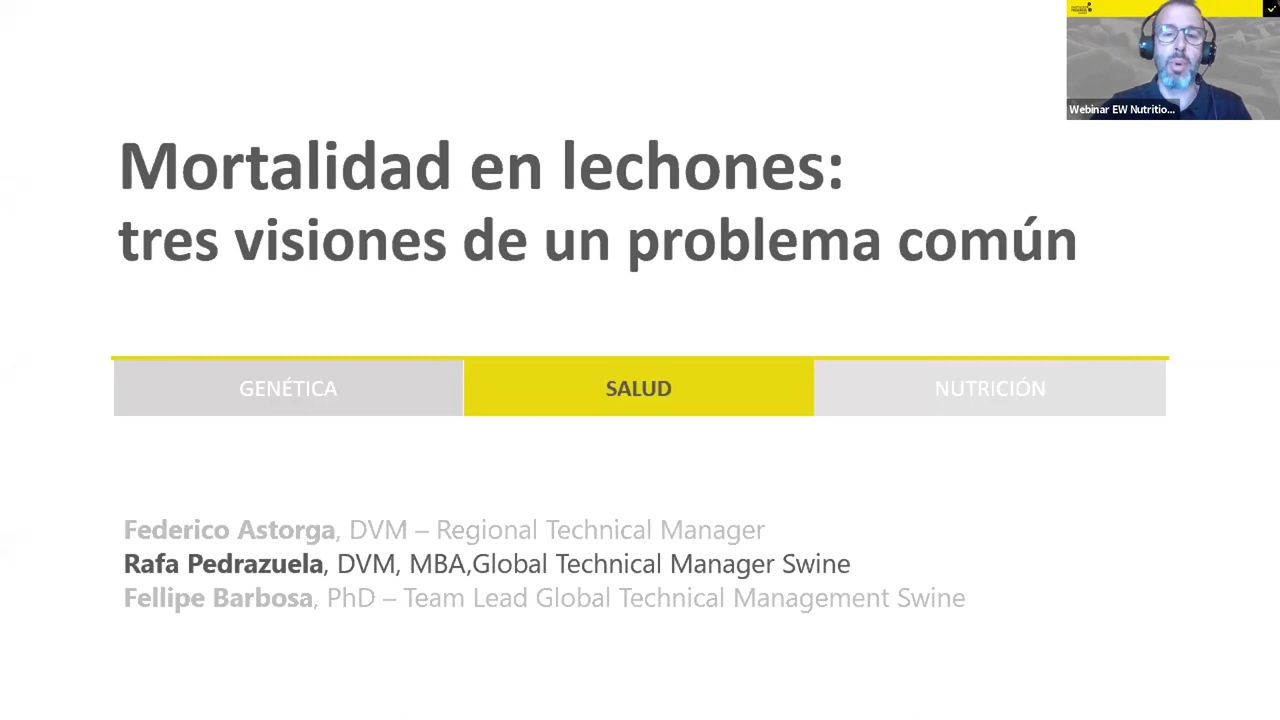 Webinar EW Nutritio...
Mortalidad en lechones:
tres visiones de un problema común
GENÉTICA
SALUD
NUTRICIÓN
Federico Astorga, DVM – Regional Technical Manager
Rafa Pedrazuela, DVM, MBA,Global Technical Manager Swine
Fellipe Barbosa, PhD – Team Lead Global Technical Management Swine